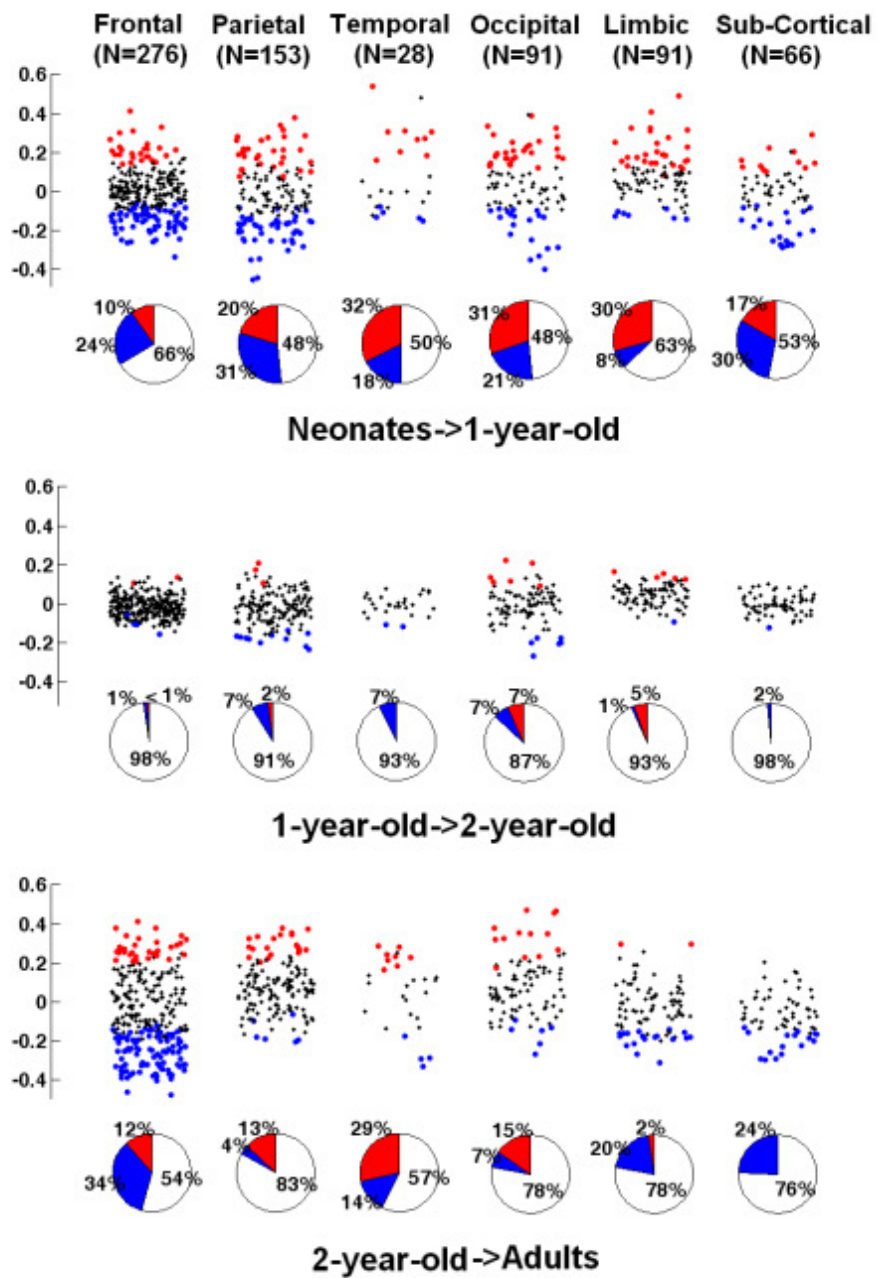 Frontal Parietal Temporal Occipital Limbic Sub-Cortical
(N=276) (N=153) (N=28) (N=91) (N=91) (N=66)
0.6
0.4
0.2
0
-0.2
-0.4
10% 20% 32% 31% 30% 17%
24% 66% 31% 48% 18% 50% 21% 48% 8% 63% 30% 53%
Neonates->1-year-old
0.6
0.4
0.2
0
-0.2
-0.4
1% < 1% 7% 2% 7% 7% 7% 1% 5% 2%
98% 91% 93% 87% 93% 98%
1-year-old->2-year-old
0.6
0.4
0.2
0
-0.2
-0.4
12% 13% 29% 15% 2% 24%
34% 54% 4% 83% 14% 57% 7% 78% 20% 78% 76%
2-year-old->Adults